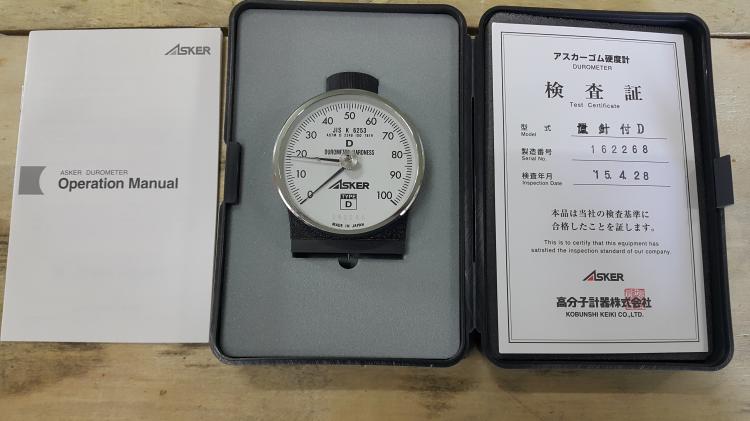 ASKER
ASKER DUROMETER
Operation Manual
0
10
20
30
40
50
60
70
80
90
100
JIS K 6253
D
DUROMETER HARDNESS
ASKER
TYPE
D
MADE IN JAPAN
アスカーゴム硬度計
DUROMETER
検査証
Test Certificate
型式 置針付D
Model
製造番号 162268
Serial No.
検査年月 '15.4.28
Inspection Date
本品は当社の検査基準に
合格したことを証します。
This is to certify that this equipment has
satisfied the inspection standard of our company.
ASKER
高分子計器株式会社
KOBUNSHI KEIKI CO., LTD.